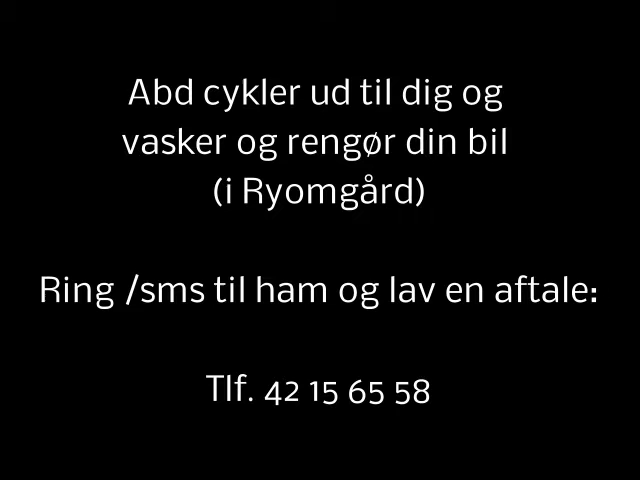 Abd cykler ud til dig og
vasker og rengør din bil
(i Ryomgård)
Ring /sms til ham og lav en aftale:
Tlf. 42 15 65 58